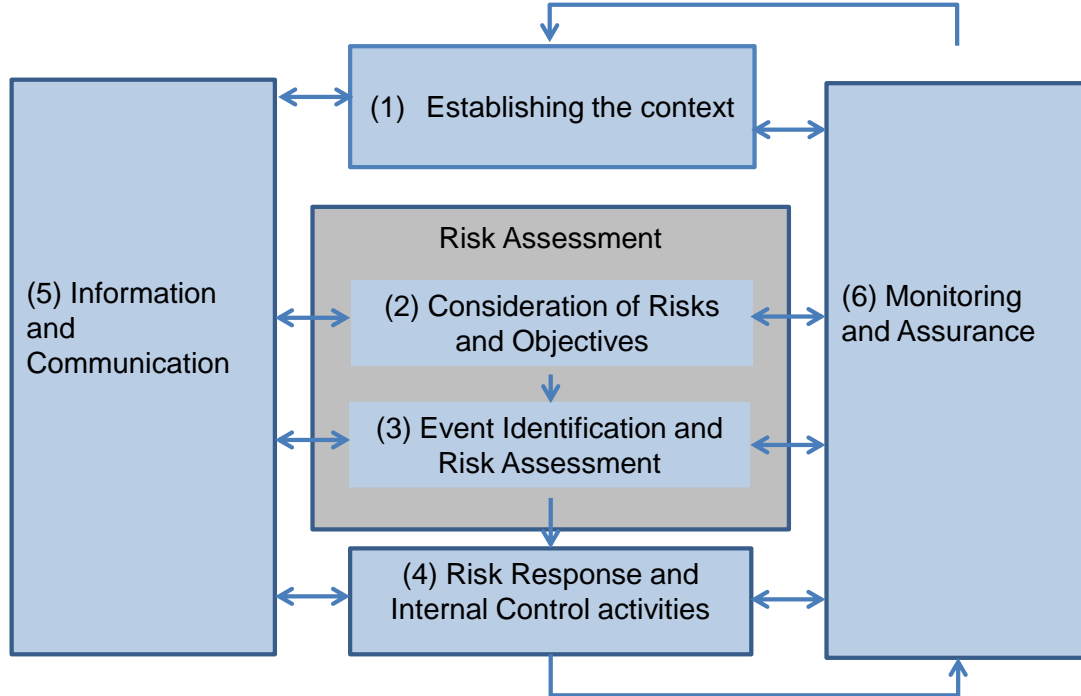 (1) Establishing the context
Risk Assessment
(5) Information
and
Communication
(2) Consideration of Risks
and Objectives
(6) Monitoring
and Assurance
(3) Event Identification and
Risk Assessment
(4) Risk Response and
Internal Control activities